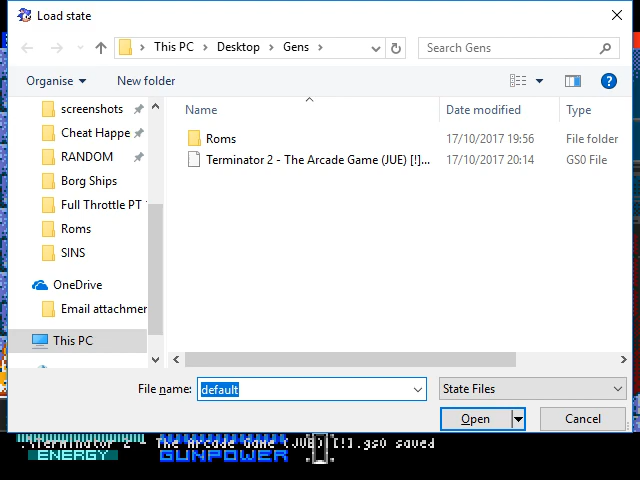 Load state
This PC > Desktop > Gens >
Search Gens
Organise
New folder
?
Name
Date modified
Type
screenshots
Cheat Happe
RANDOM
Borg Ships
Full Throttle PT
Roms
SINS
OneDrive
Email attachmer
This PC
Roms
17/10/2017 19:56
File folder
Terminator 2 - The Arcade Game (JUE) [!]...
17/10/2017 20:14
GS0 File
File name:
default
State Files
Open
Cancel
.\Terminator 2 - The Arcade Game (JUE) [!].gs0 saved
ENERGY
GUNPOWER